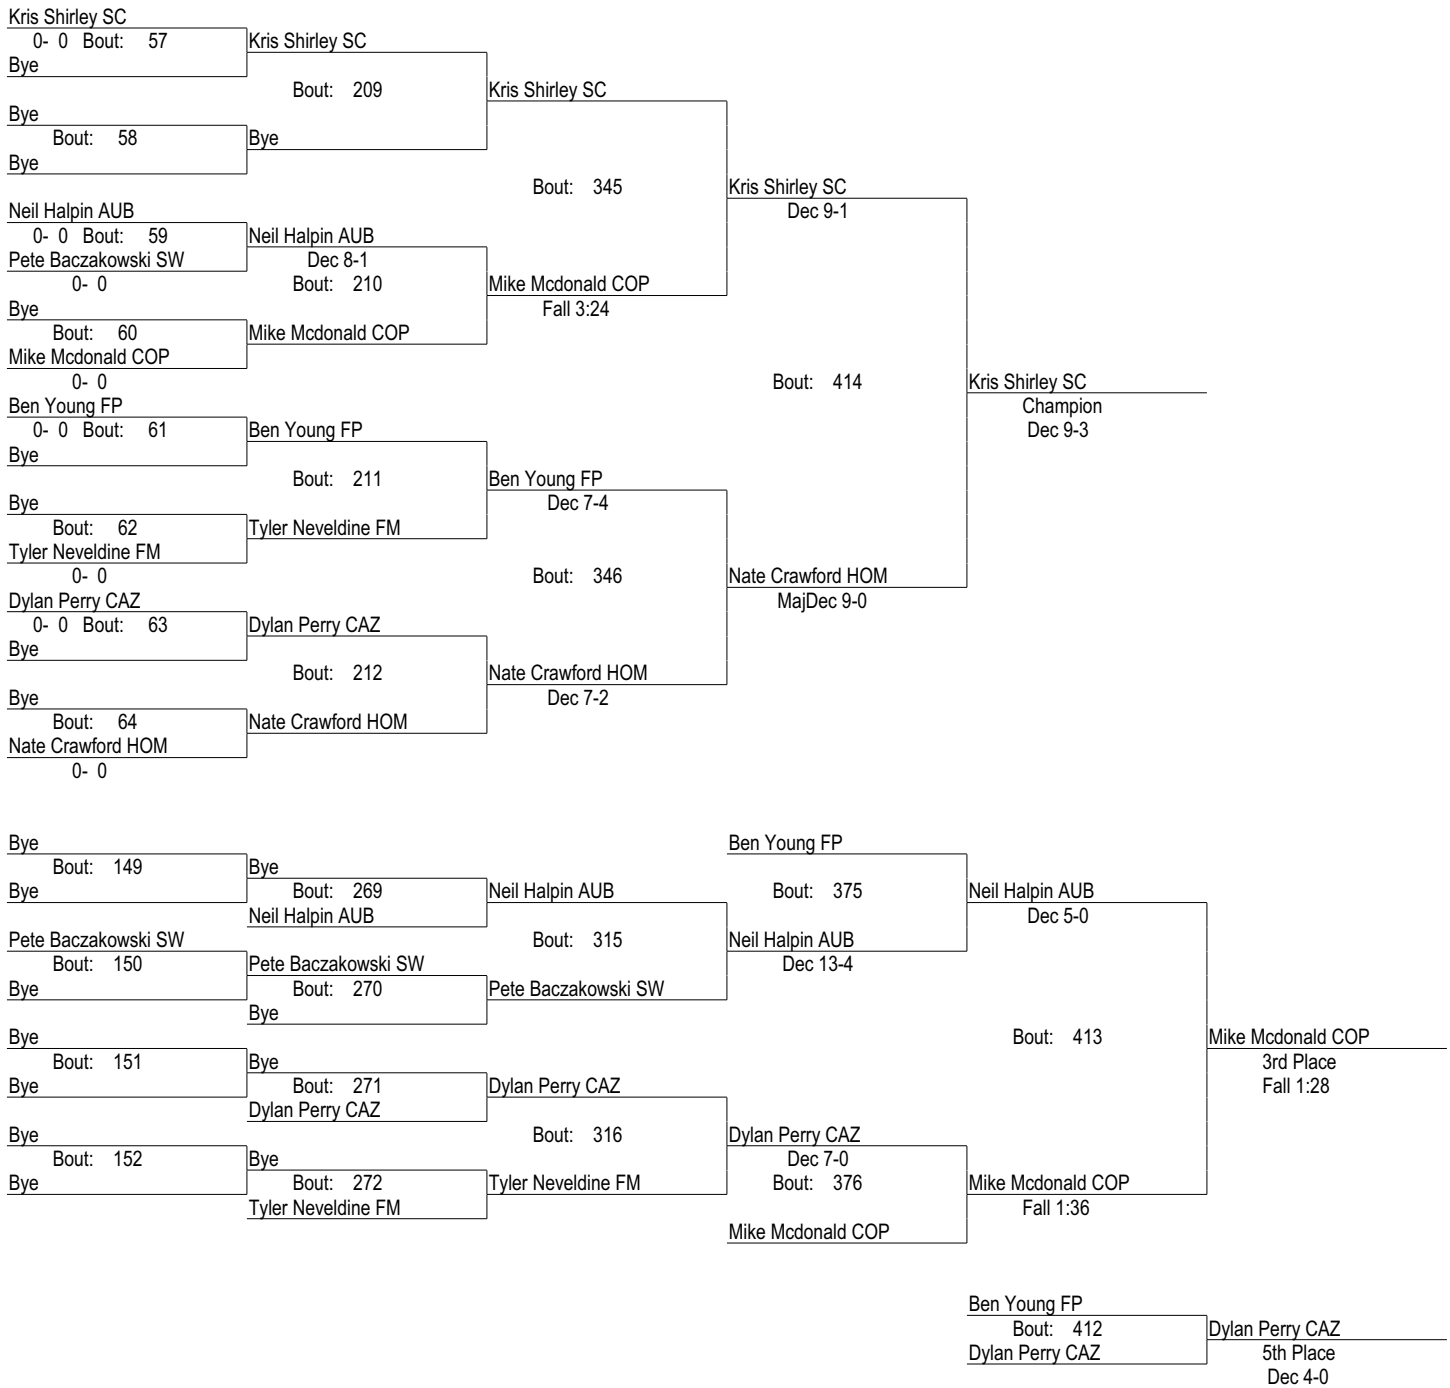 Kris Shirley SC
0- 0 Bout: 57
Bye
Kris Shirley SC
Bout: 209
Bye
Bout: 58
Bye
Bye
Kris Shirley SC
Bout: 345
Neil Halpin AUB
0- 0 Bout: 59
Pete Baczakowski SW
0- 0
Neil Halpin AUB
Dec 8-1
Bout: 210
Bye
Bout: 60
Mike Mcdonald COP
0- 0
Mike Mcdonald COP
Mike Mcdonald COP
Fall 3:24
Kris Shirley SC
Dec 9-1
Bout: 414
Ben Young FP
0- 0 Bout: 61
Bye
Ben Young FP
Bout: 211
Bye
Bout: 62
Tyler Neveldine FM
0- 0
Tyler Neveldine FM
Ben Young FP
Dec 7-4
Bout: 346
Dylan Perry CAZ
0- 0 Bout: 63
Bye
Dylan Perry CAZ
Bout: 212
Bye
Bout: 64
Nate Crawford HOM
0- 0
Nate Crawford HOM
Nate Crawford HOM
Dec 7-2
Nate Crawford HOM
MajDec 9-0
Kris Shirley SC
Champion
Dec 9-3
Bye
Bout: 149
Bye
Bye
Bout: 269
Neil Halpin AUB
Neil Halpin AUB
Bout: 315
Pete Baczakowski SW
Bout: 150
Bye
Pete Baczakowski SW
Bout: 270
Bye
Pete Baczakowski SW
Ben Young FP
Bout: 375
Neil Halpin AUB
Dec 13-4
Neil Halpin AUB
Dec 5-0
Bout: 413
Bye
Bout: 151
Bye
Bye
Bout: 271
Dylan Perry CAZ
Dylan Perry CAZ
Bout: 316
Bye
Bout: 152
Bye
Bye
Bout: 272
Tyler Neveldine FM
Tyler Neveldine FM
Dylan Perry CAZ
Dec 7-0
Bout: 376
Mike Mcdonald COP
Mike Mcdonald COP
Fall 1:36
Mike Mcdonald COP
3rd Place
Fall 1:28
Ben Young FP
Bout: 412
Dylan Perry CAZ
Dylan Perry CAZ
5th Place
Dec 4-0